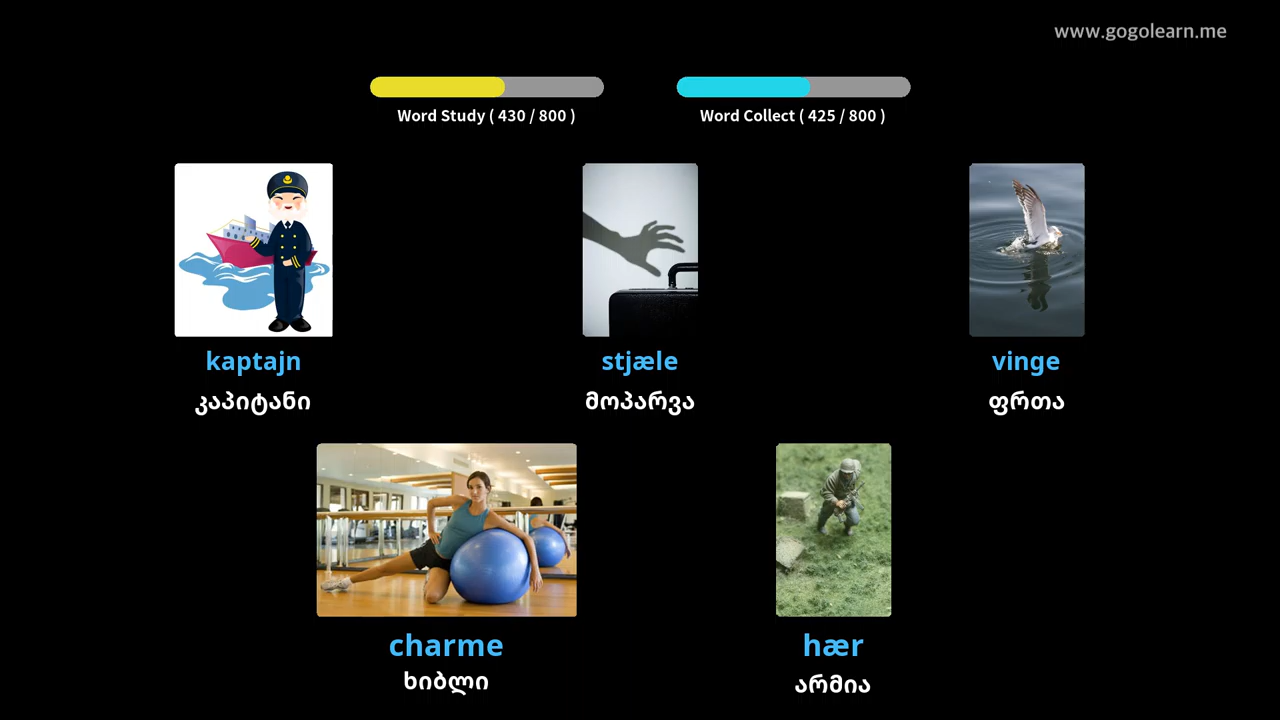 www.gogolearn.me
Word Study ( 430 / 800 )
Word Collect ( 425 / 800 )
kaptajn
კაპიტანი
stjæle
მოპარვა
vinge
ფრთა
charme
ხიბლი
hær
არმია